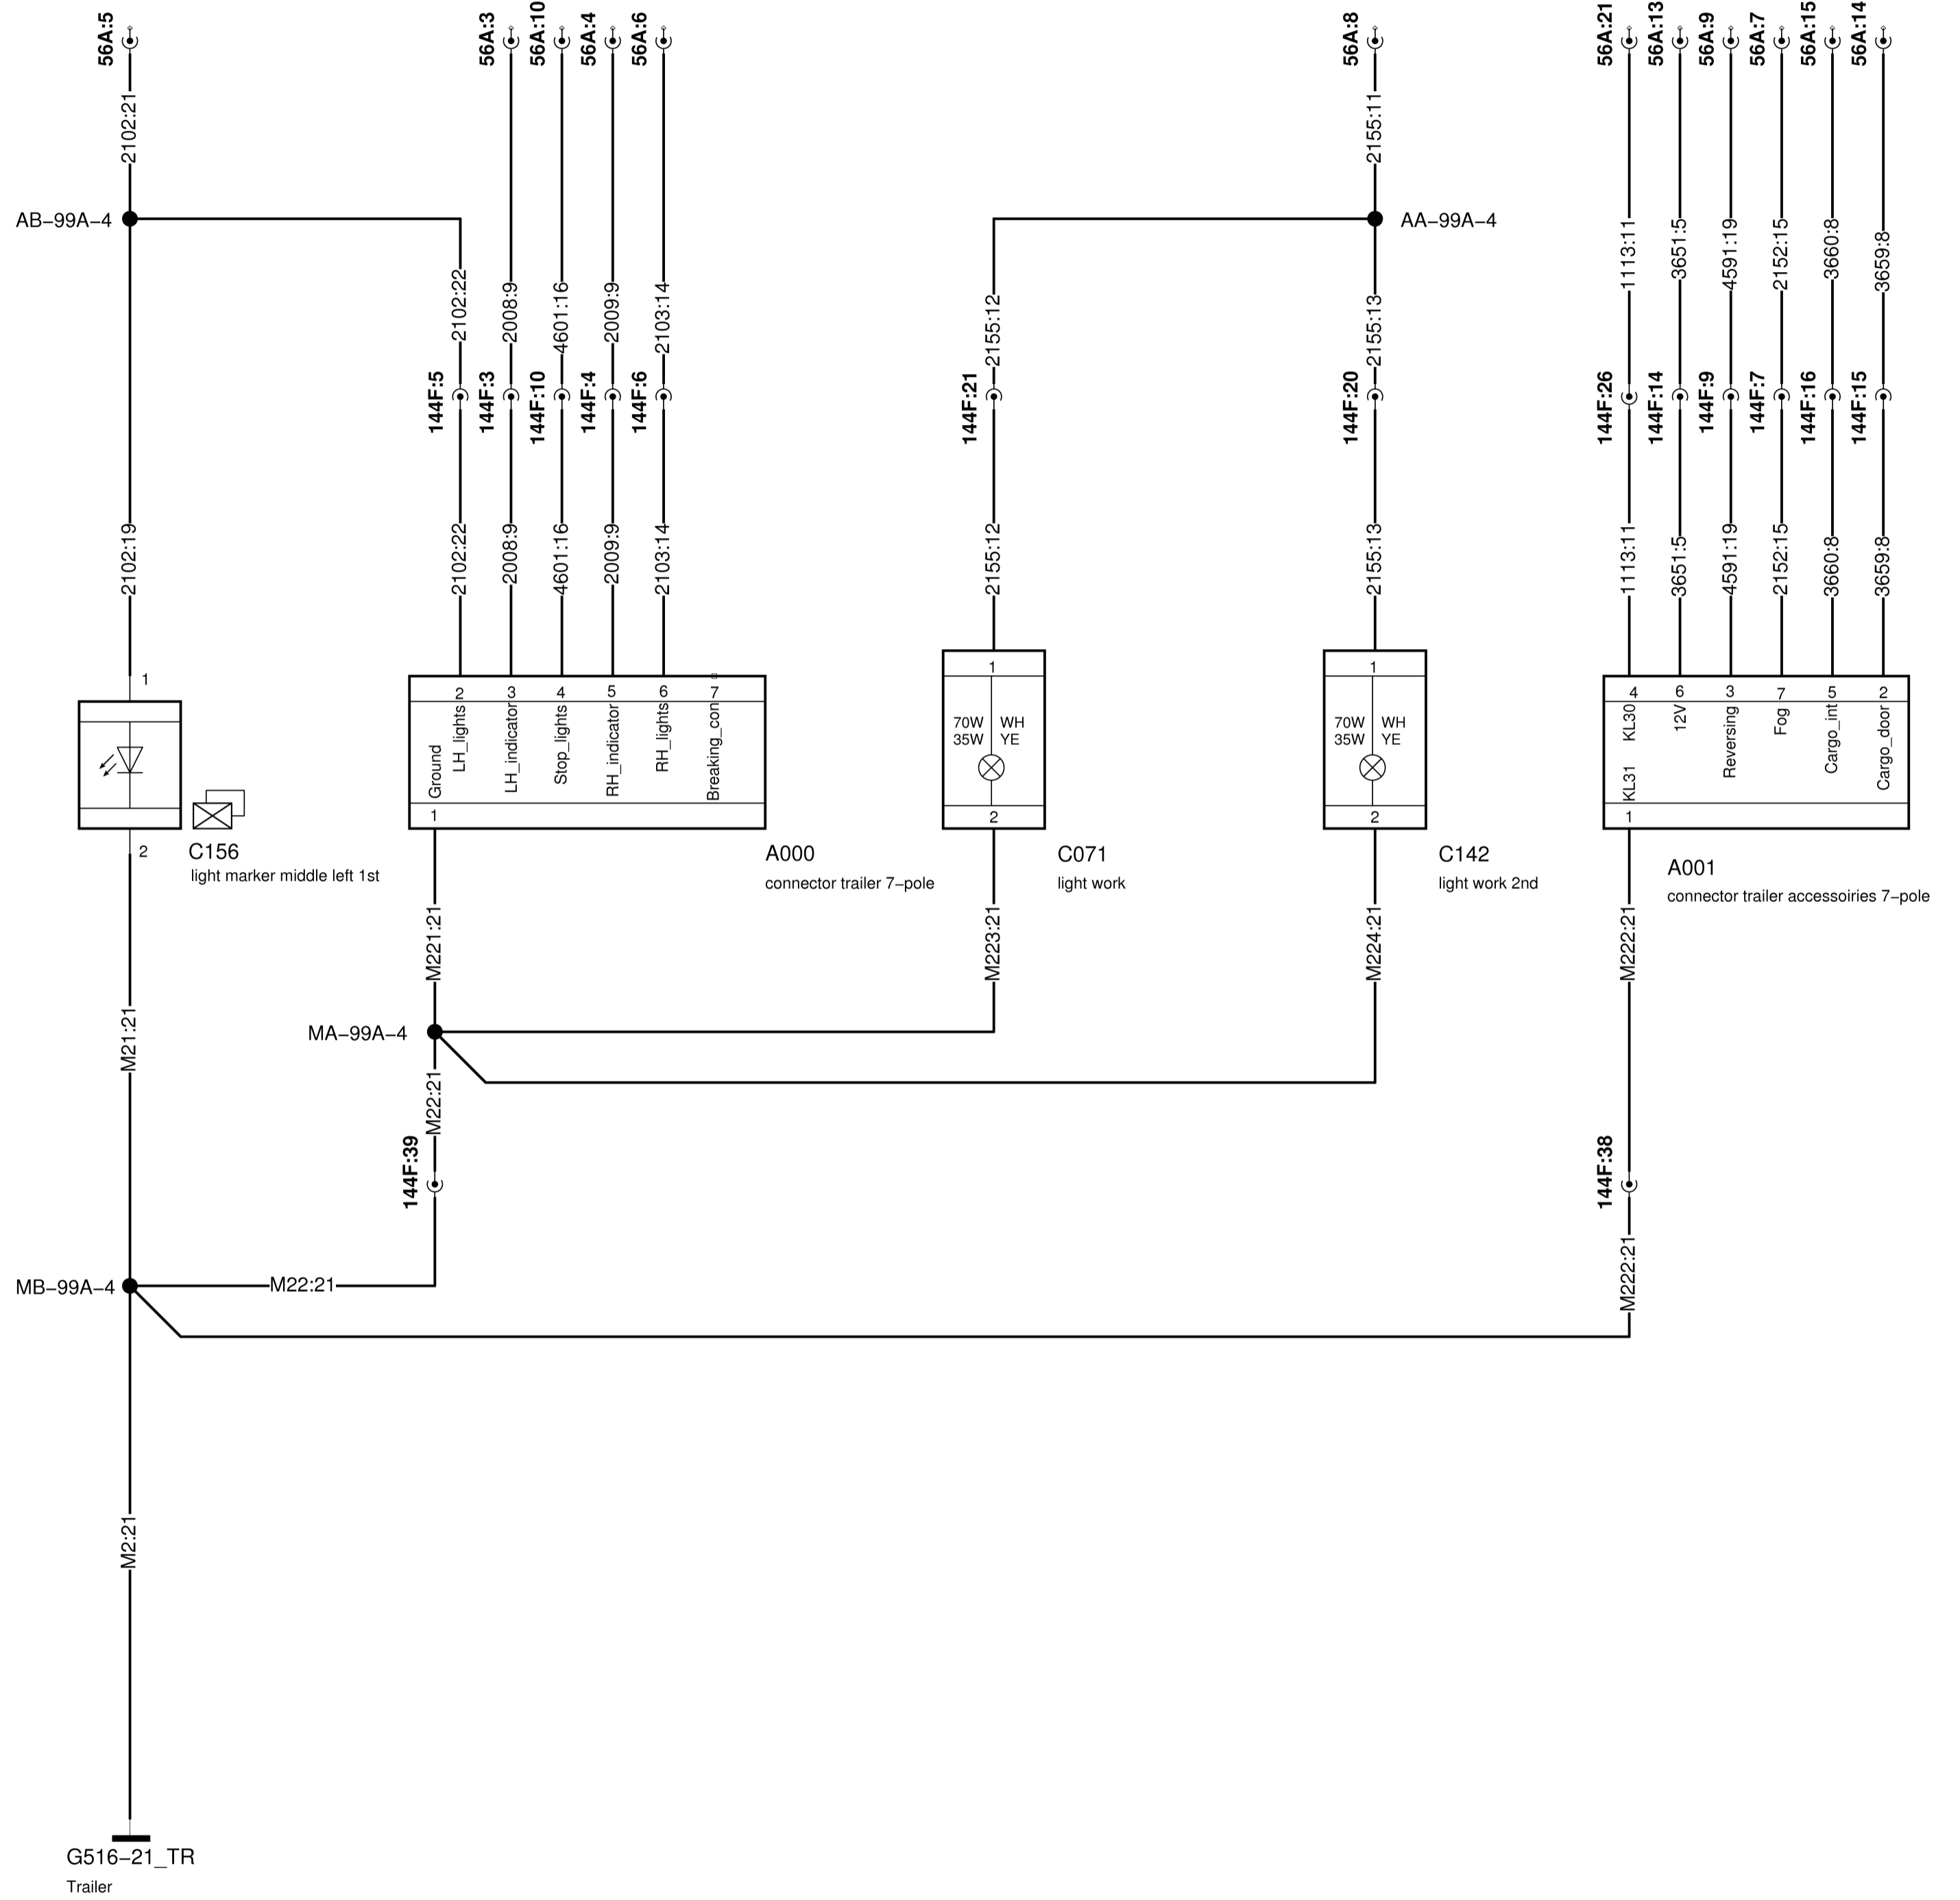 56A:5
56A:3
56A:10
56A:4
56A:6
56A:8
56A:21
56A:13
56A:9
56A:7
56A:15
56A:14
2102:21
2155:11
AB−99A−4
AA−99A−4
1113:11
3651:5
4591:19
2152:15
3660:8
3659:8
2102:22
2008:9
4601:16
2009:9
2103:14
2155:12
2155:13
144F:5
144F:3
144F:10
144F:4
144F:6
144F:21
144F:20
144F:26
144F:14
144F:9
144F:7
144F:16
144F:15
2102:19
2102:22
2008:9
4601:16
2009:9
2103:14
2155:12
2155:13
1113:11
3651:5
4591:19
2152:15
3660:8
3659:8
1
2
C156
light marker middle left 1st
2
3
4
5
6
7
Ground
LH_lights
LH_indicator
Stop_lights
RH_indicator
RH_lights
Breaking_con
1
A000
connector trailer 7−pole
1
70W WH
35W YE
2
C071
light work
1
70W WH
35W YE
2
C142
light work 2nd
4
6
3
7
5
2
KL31 KL30
12V
Reversing
Fog
Cargo_int
Cargo_door
1
A001
connector trailer accessoiries 7−pole
M221:21
M223:21
M224:21
M222:21
M21:21
MA−99A−4
M22:21
144F:39
144F:38
MB−99A−4
M22:21
M222:21
M2:21
G516−21_TR
Trailer